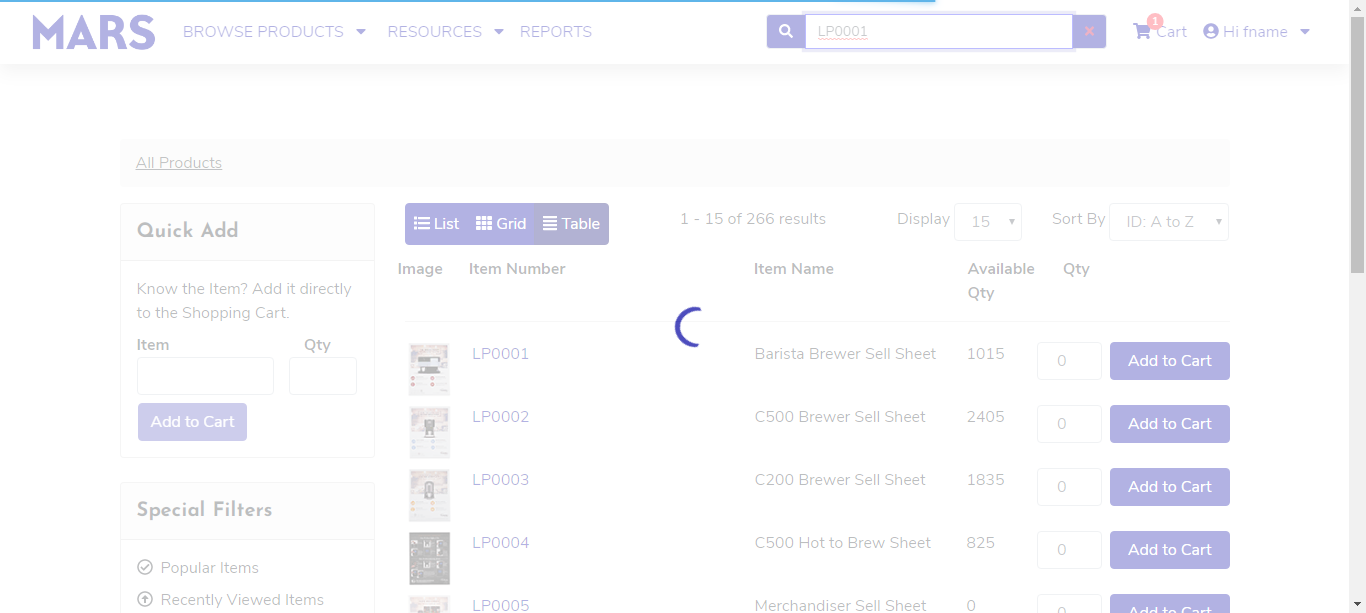 MARS
BROWSE PRODUCTS RESOURCES REPORTS
LP0001
1
Cart
Hi fname
All Products
Quick Add
Know the Item? Add it directly
to the Shopping Cart.
Item Qty
Add to Cart
Special Filters
Popular Items
Recently Viewed Items
List Grid Table
1 - 15 of 266 results
Display 15
Sort By ID: A to Z
Image Item Number Item Name Available Qty
Qty
LP0001 Barista Brewer Sell Sheet 1015 0 Add to Cart
LP0002 C500 Brewer Sell Sheet 2405 0 Add to Cart
LP0003 C200 Brewer Sell Sheet 1835 0 Add to Cart
LP0004 C500 Hot to Brew Sheet 825 0 Add to Cart
LP0005 Merchandiser Sell Sheet 0 0 Add to Cart